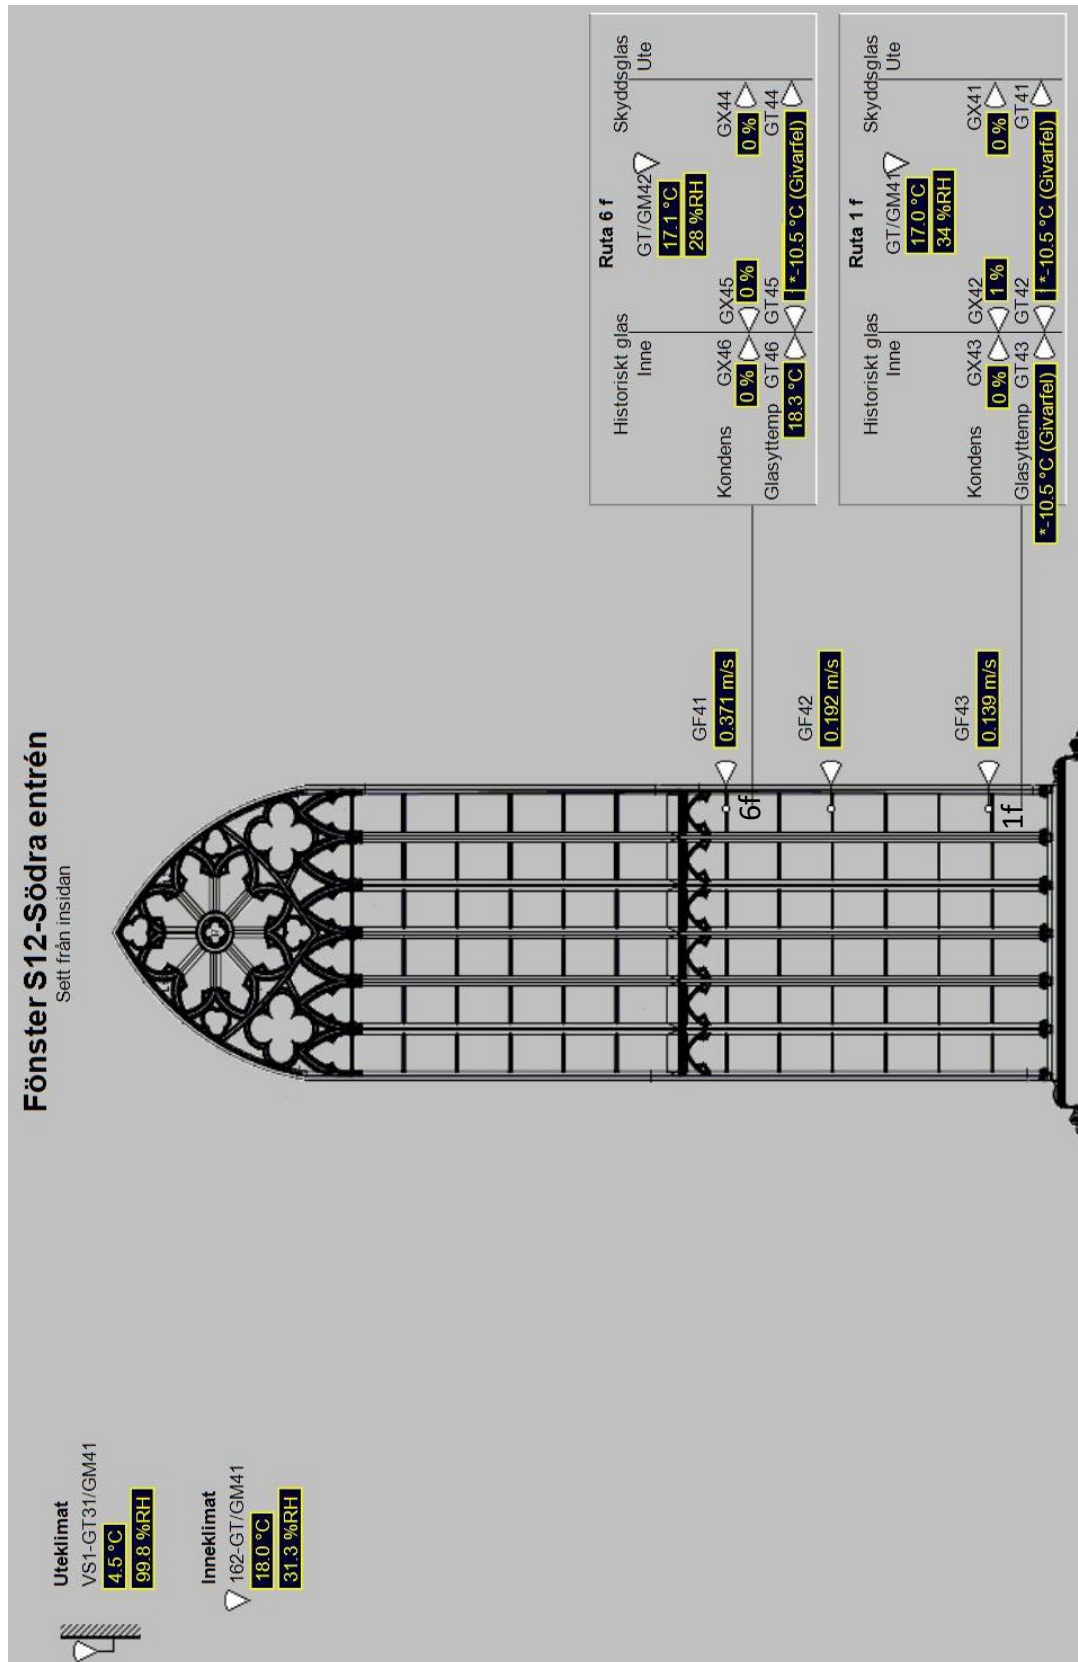 Fönster S12-Södra entrén
Sett från insidan
Uteklimat
VS1-GT31/GM41
4.5 °C
99.8 %RH
Inneklimat
162-GT/GM41
18.0 °C
31.3 %RH
GF41
0.371 m/s
6f
GF42
0.192 m/s
GF43
0.139 m/s
1f
Ruta 6 f
Historiskt glas
Skyddsglas
Inne
Ute
GT/GM42
17.1 °C
28 %RH
Kondens
GX46
GX45
GX44
0 %
0 %
0 %
Glasyttemp
GT46
GT45
GT44
18.3 °C
*-10.5 °C (Givarfel)
Ruta 1 f
Historiskt glas
Skyddsglas
Inne
Ute
GT/GM41
17.0 °C
34 %RH
Kondens
GX43
GX42
GX41
0 %
1 %
0 %
Glasyttemp
GT43
GT42
GT41
*-10.5 °C (Givarfel)
*-10.5 °C (Givarfel)